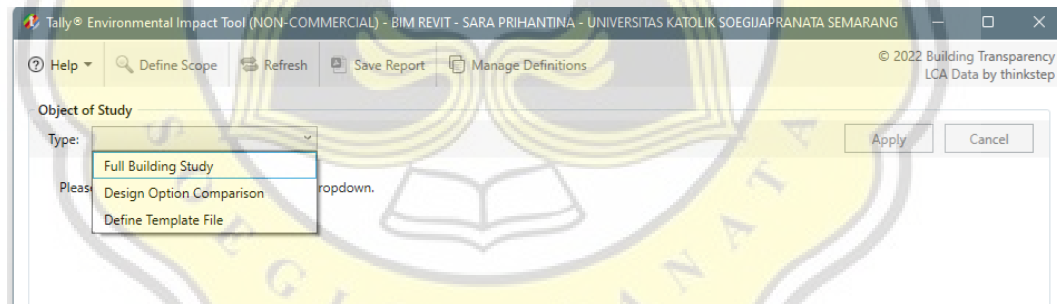 Tally® Environmental Impact Tool (NON-COMMERCIAL) - BIM REVIT - SARA PRIHANTINA - UNIVERSITAS KATOLIK SOEGIJAPRANATA SEMARANG
Help Define Scope Refresh Save Report Manage Definitions
© 2022 Building Transparency
LCA Data by thinkstep
Object of Study
Type:
Apply Cancel
Full Building Study
Design Option Comparison
Define Template File